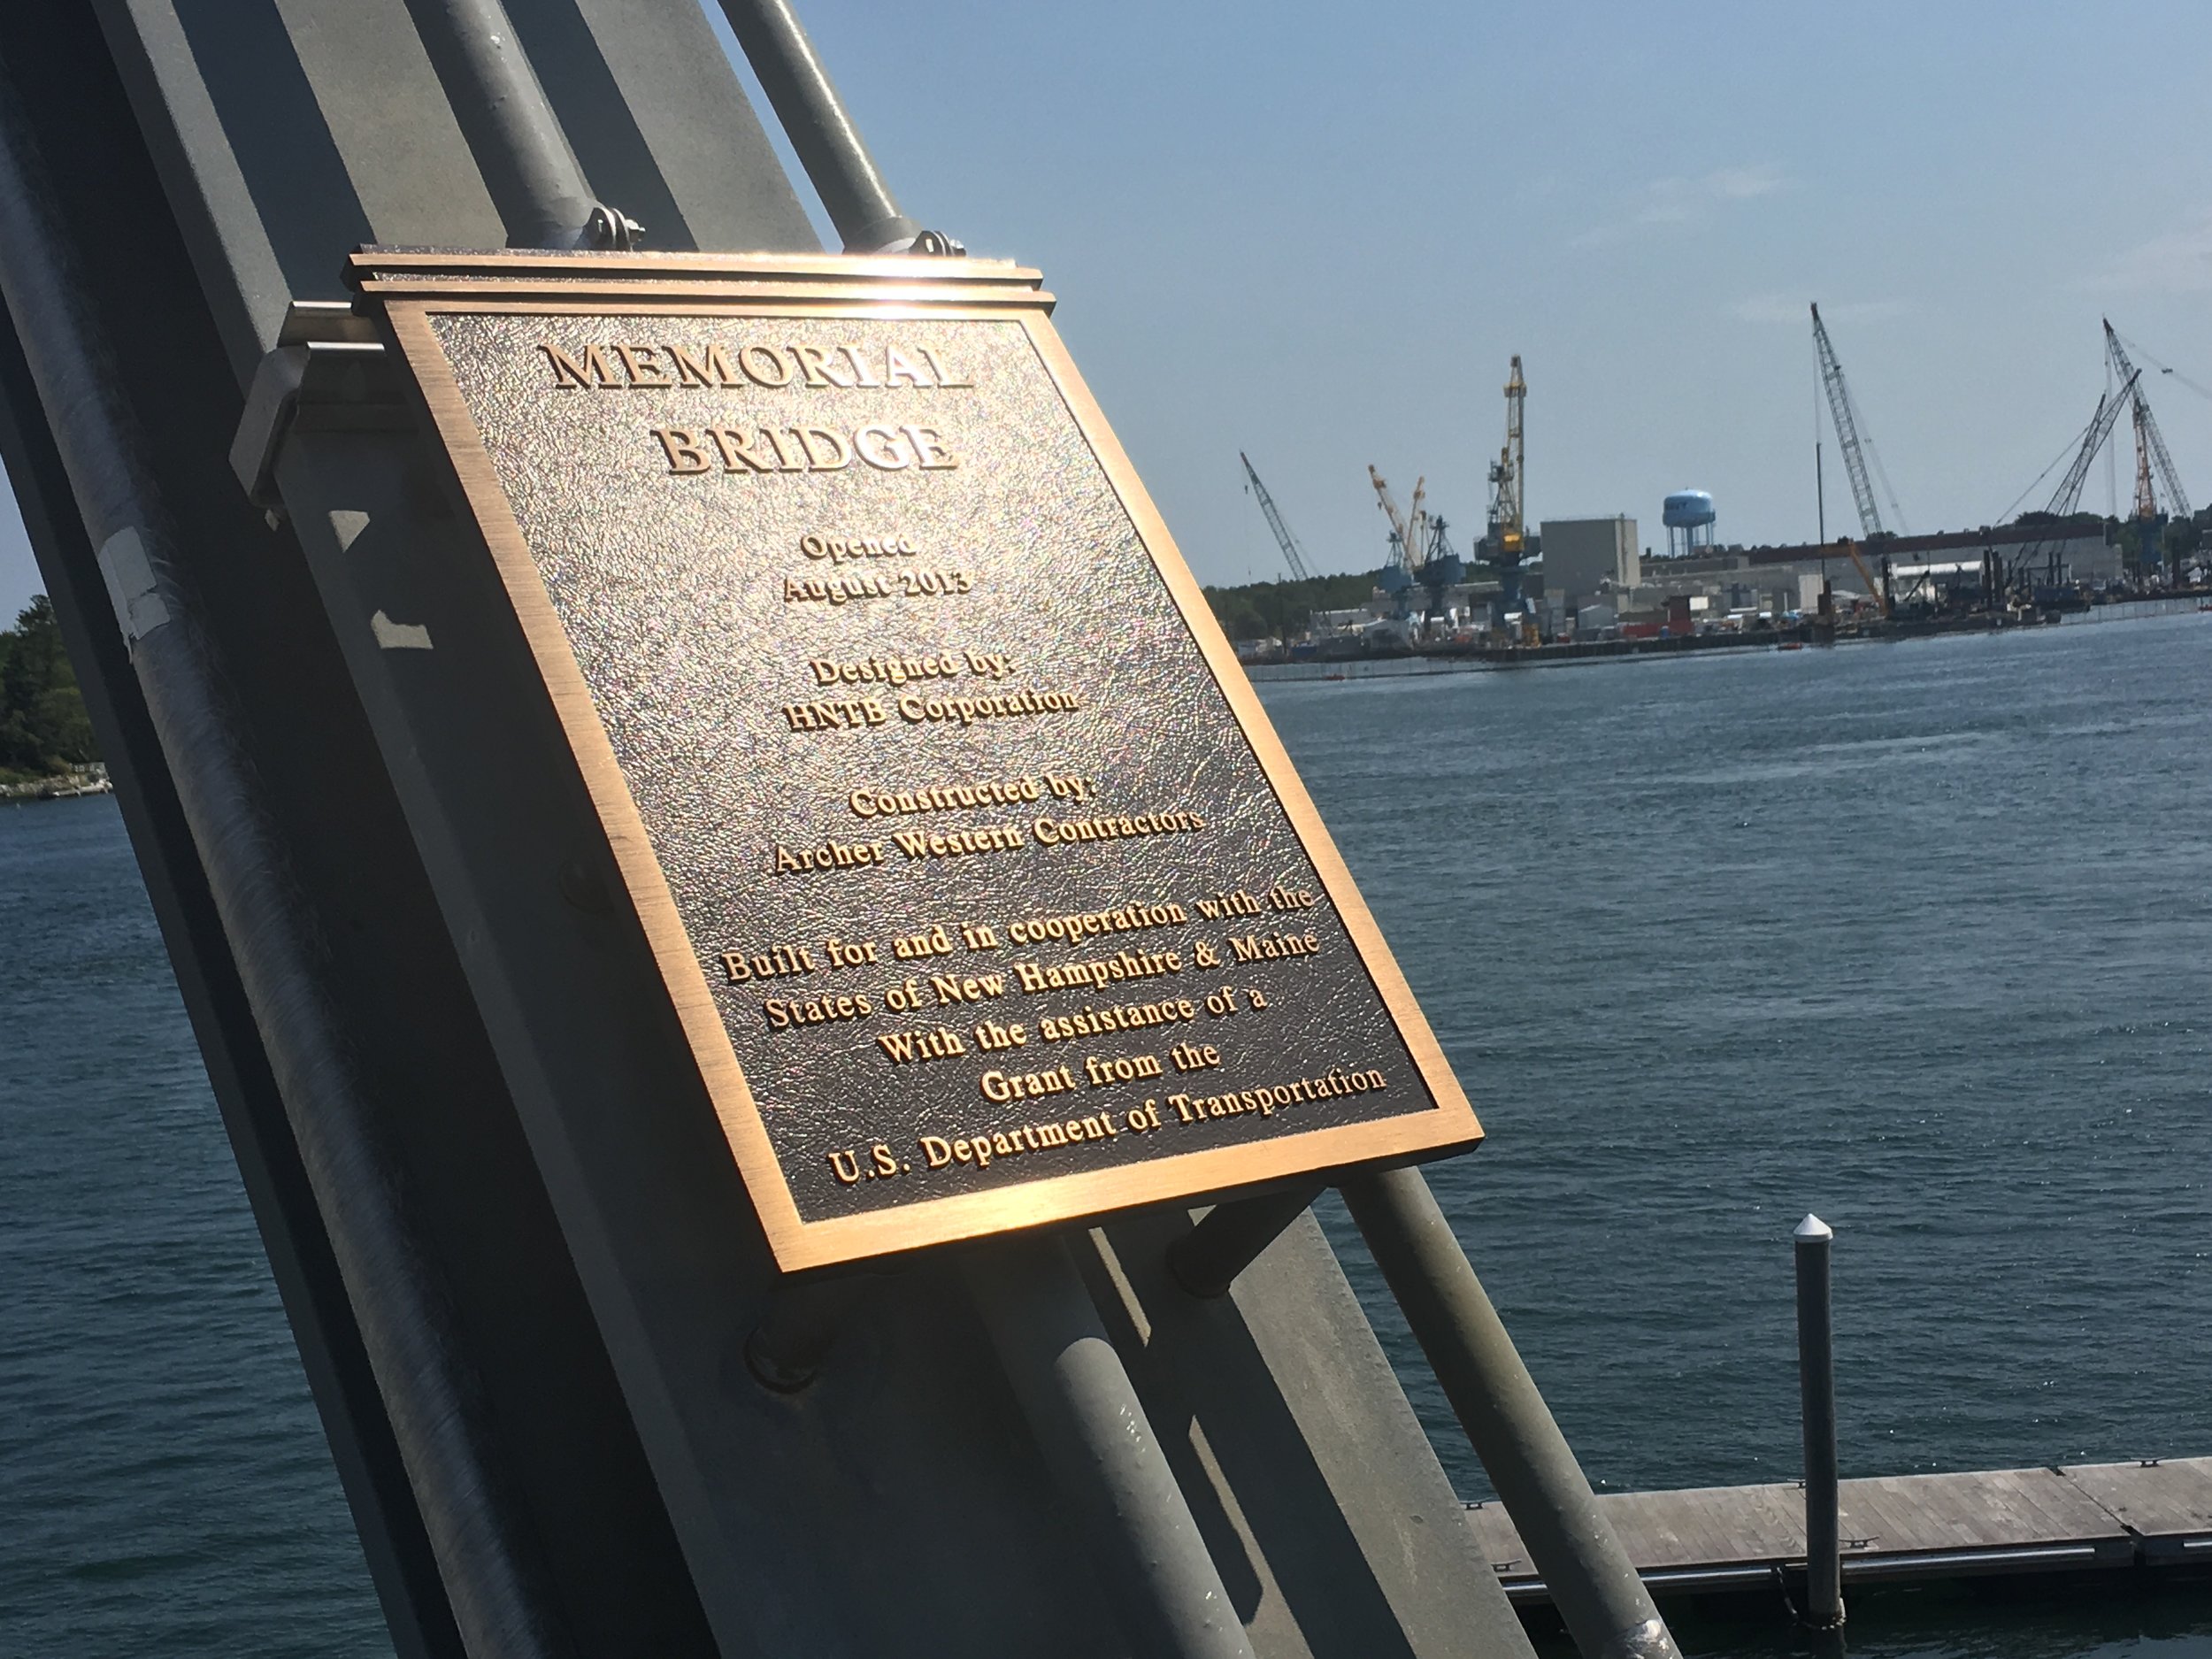 MEMORIAL
BRIDGE
Opened
August 2013
Designed by:
HNTB Corporation
Constructed by:
Archer Western Contractors
Built for and in cooperation with the
States of New Hampshire & Maine
With the assistance of a
Grant from the
U.S. Department of Transportation